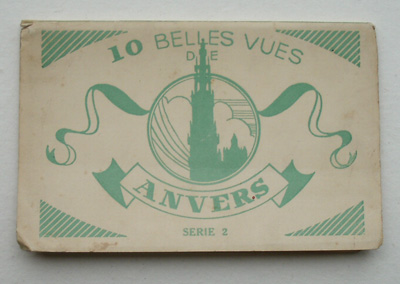 10 BELLES VUES
DE
ANVERS
SERIE 2